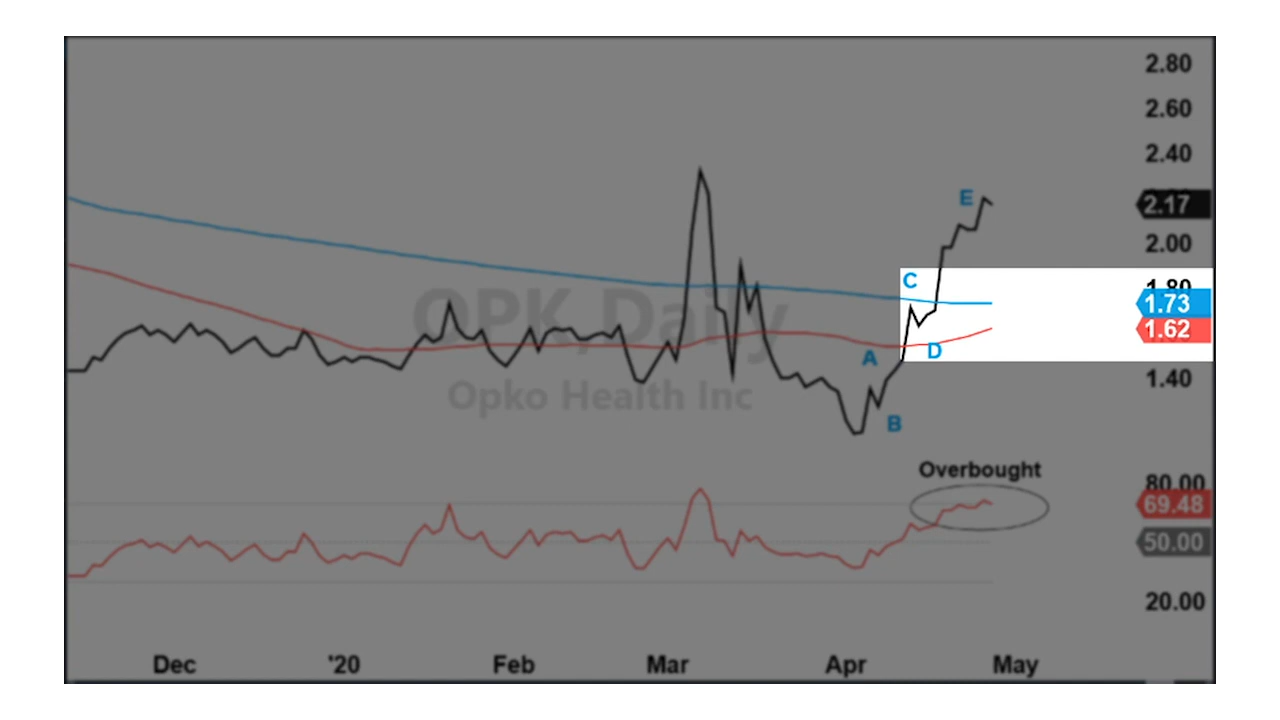 2.80
2.60
2.40
E
2.17
2.00
C
1.80
1.73
OPK, Daily
1.62
D
A
1.40
Opko Health Inc
B
Overbought
80.00
69.48
50.00
20.00
Dec '20 Feb Mar Apr May